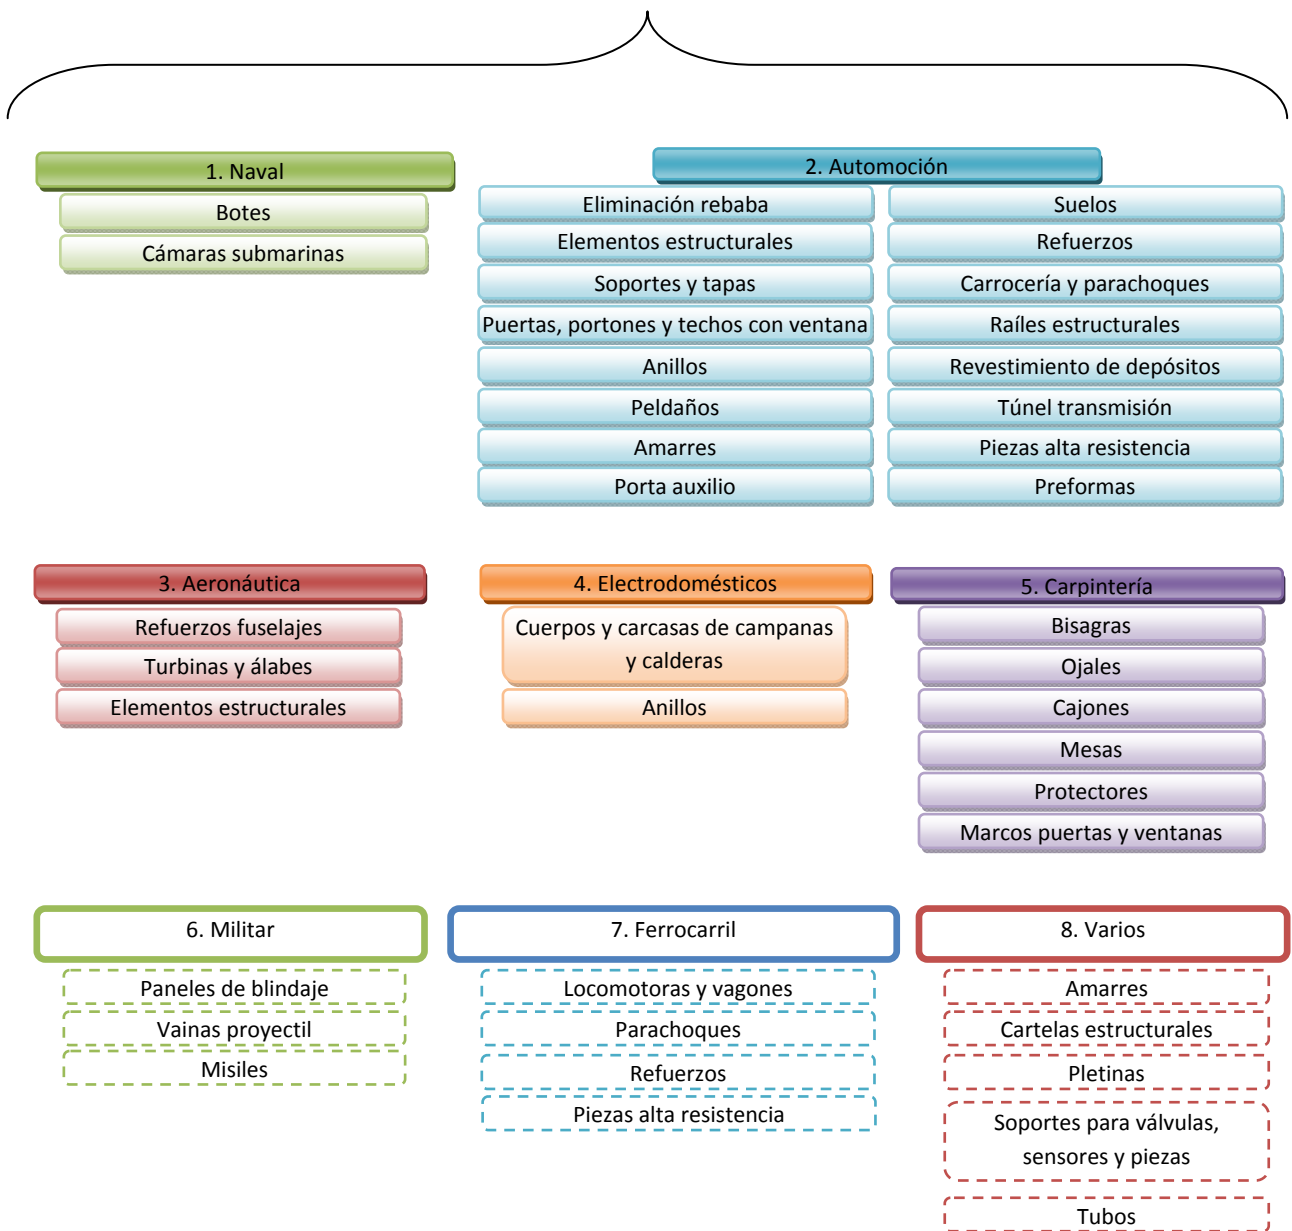 1. Naval
Botes
Cámaras submarinas
2. Automoción
Eliminación rebaba
Elementos estructurales
Soportes y tapas
Puertas, portones y techos con ventana
Anillos
Peldaños
Amarres
Porta auxilio
Suelos
Refuerzos
Carrocería y parachoques
Raíles estructurales
Revestimiento de depósitos
Túnel transmisión
Piezas alta resistencia
Preformas
3. Aeronáutica
Refuerzos fuselajes
Turbinas y álabes
Elementos estructurales
4. Electrodomésticos
Cuerpos y carcasas de campanas
y calderas
Anillos
5. Carpintería
Bisagras
Ojales
Cajones
Mesas
Protectores
Marcos puertas y ventanas
6. Militar
Paneles de blindaje
Vainas proyectil
Misiles
7. Ferrocarril
Locomotoras y vagones
Parachoques
Refuerzos
Piezas alta resistencia
8. Varios
Amarres
Cartelas estructurales
Pletinas
Soportes para válvulas,
sensores y piezas
Tubos